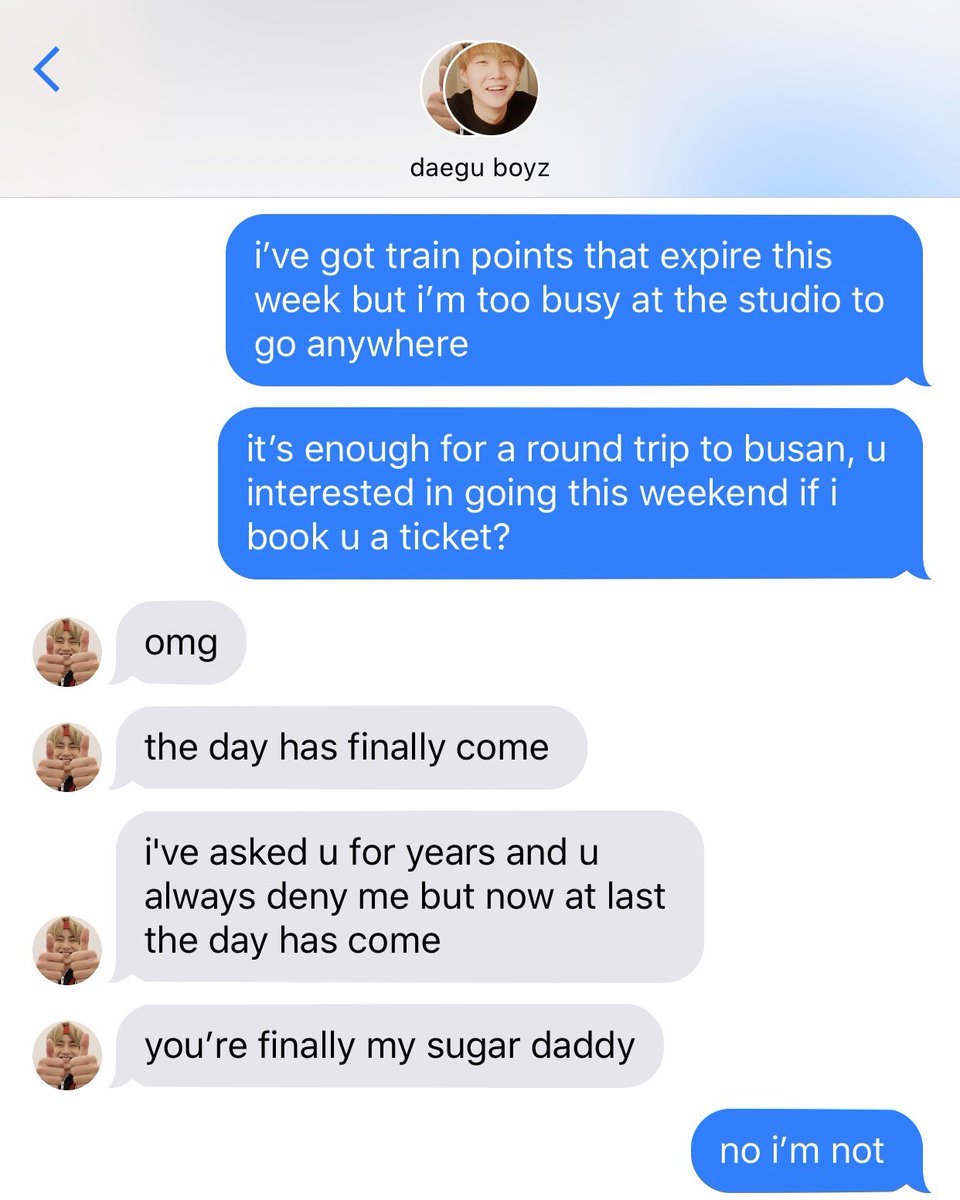 daegu boyz
i’ve got train points that expire this
week but i’m too busy at the studio to
go anywhere
it’s enough for a round trip to busan, u
interested in going this weekend if i
book u a ticket?
omg
the day has finally come
i've asked u for years and u
always deny me but now at last
the day has come
you’re finally my sugar daddy
no i’m not